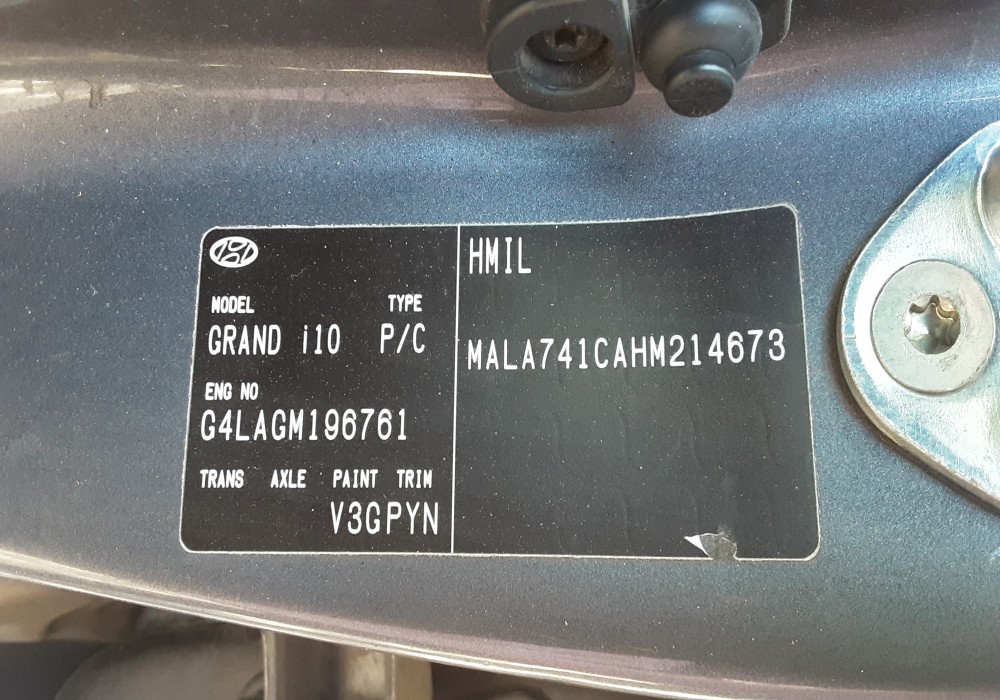 MODEL TYPE
GRAND i10 P/C
ENG NO
G4LAGM196761
TRANS AXLE PAINT TRIM
V3GPYN
HMIL
MALA741CAHM214673